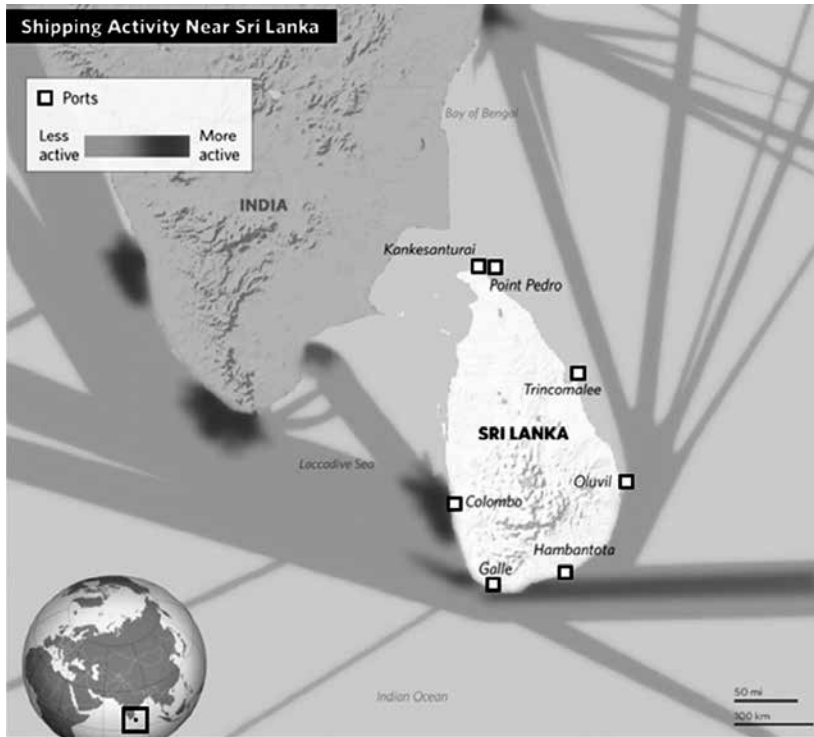 Shipping Activity Near Sri Lanka
Ports
Less
active
More
active
Bay of Bengal
INDIA
Kankesanturai
Point Pedro
Trincomalee
SRI LANKA
Laccadive Sea
Oluvil
Colombo
Hambantota
Galle
Indian Ocean
50 mi
100 km